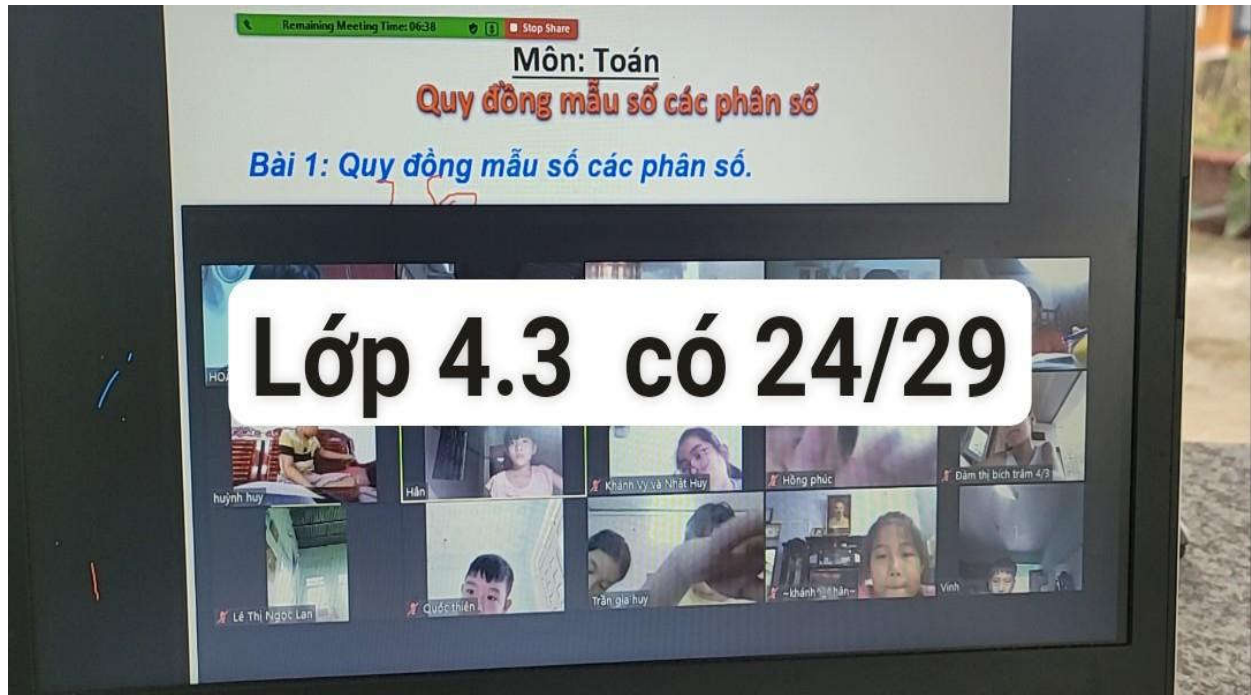 Remaining Meeting Time: 06:38 Stop Share
Môn: Toán
Quy đồng mẫu số các phân số
Bài 1: Quy đồng mẫu số các phân số.
Lớp 4.3 có 24/29
huỳnh huy
Hân
Khánh Vy và Nhật Huy
Hồng phúc
Đàm thị bích trâm 4/3
Lê Thị Ngọc Lan
Quốc thiên
Trần gia huy
Vinh